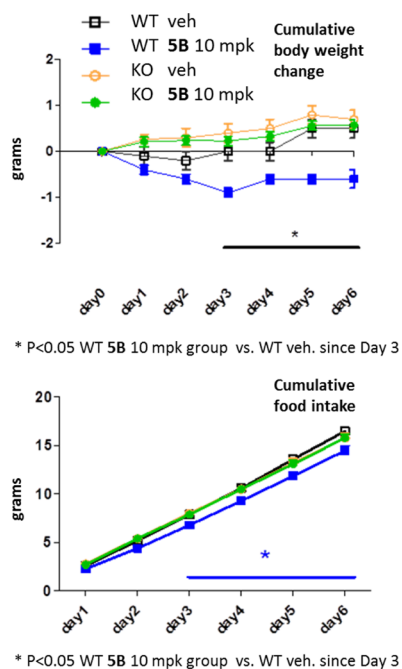 WT veh
WT 5B 10 mpk
KO veh
KO 5B 10 mpk
Cumulative
body weight
change
grams
2
1
0
-1
-2
*
day0
day1
day2
day3
day4
day5
day6
* P<0.05 WT 5B 10 mpk group vs. WT veh. since Day 3
Cumulative
food intake
grams
20
15
10
5
0
*
day1
day2
day3
day4
day5
day6
* P<0.05 WT 5B 10 mpk group vs. WT veh. since Day 3